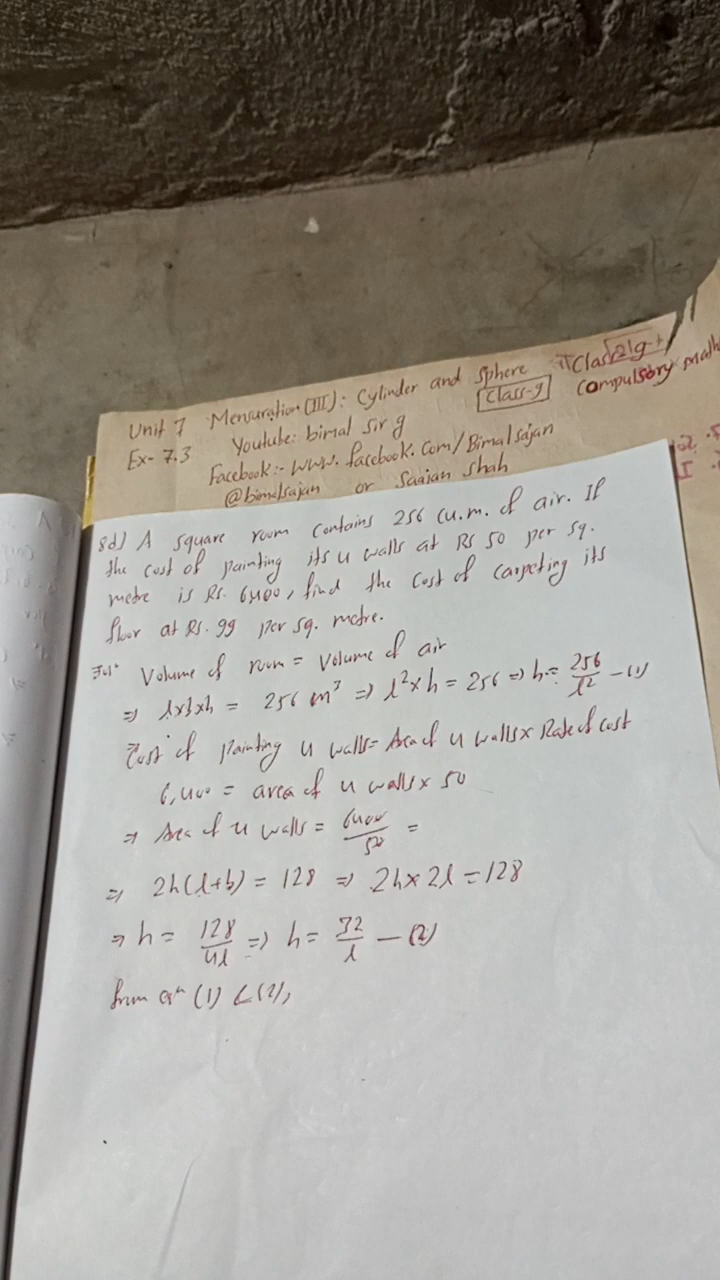 Unit 7 Mensuration (III): Cylinder and Sphere
Ex- 7.3 Youtube: bimal sir g Class-9 compulsory math
Facebook:- www.facebook.com/Bimalsajan
@bimalsajan or Sajan Shah
8d) A square room contains 256 cu.m. of air. If
the cost of painting its 4 walls at Rs 50 per sq.
metre is Rs. 6400, find the cost of carpeting its
floor at Rs. 99 per sq. metre.
Solⁿ Volume of room = Volume of air
⇒ l×l×h = 256 m³ ⇒ l²×h = 256 ⇒ h = 256/l² — (1)
Cost of Painting 4 walls = Area of 4 walls × Rate of cost
6,400 = area of 4 walls × 50
⇒ Area of 4 walls = 6400/50 =
⇒ 2h(l+b) = 128 ⇒ 2h×2l = 128
⇒ h = 128/4l ⇒ h = 32/l — (2)
from eqⁿ (1) & (2),